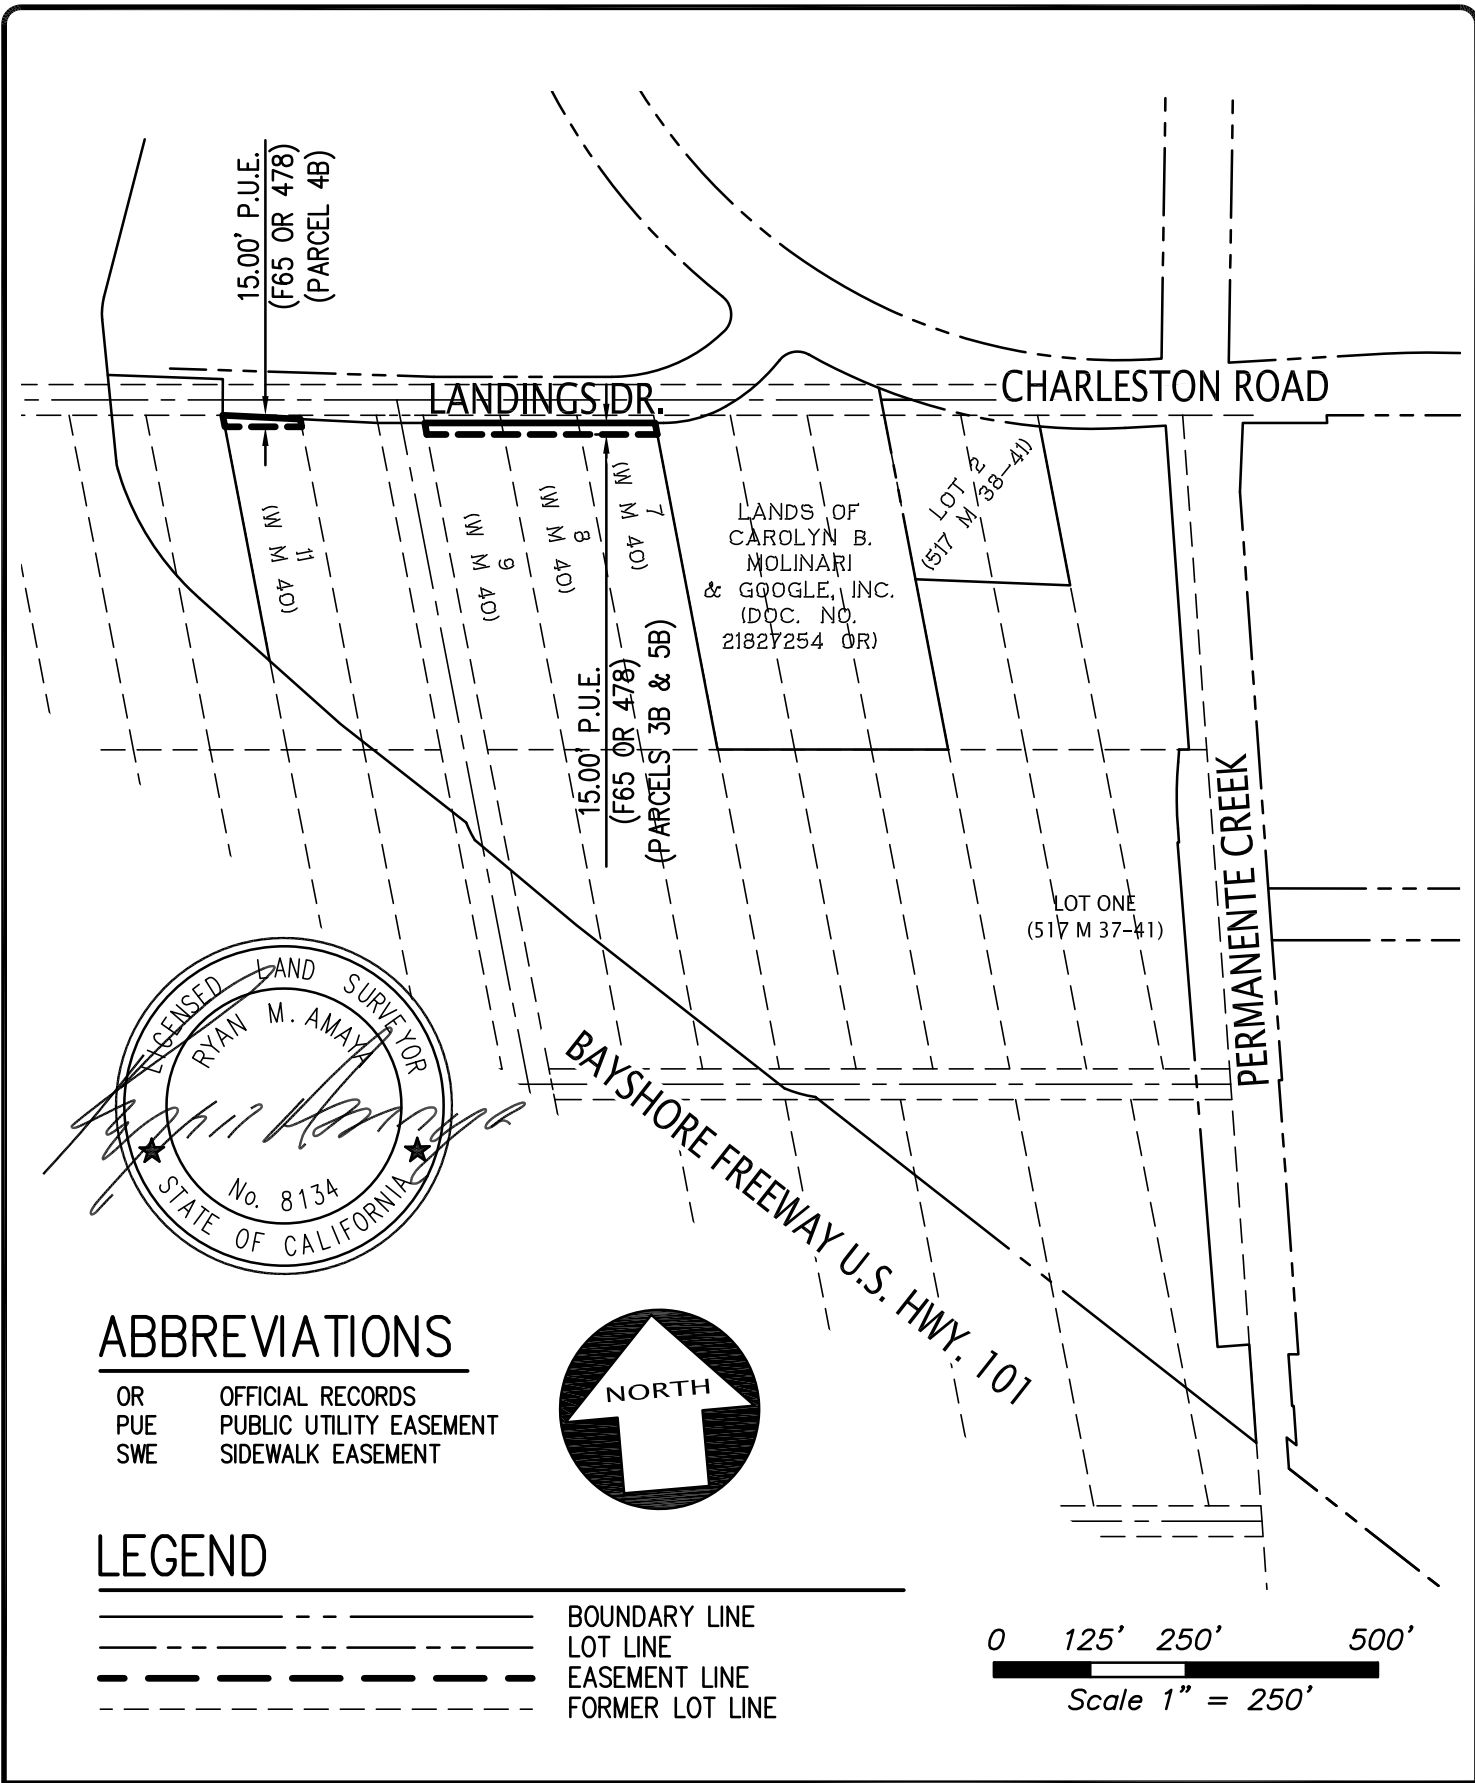 15.00' P.U.E.
(F65 OR 478)
(PARCEL 4B)
LANDINGS DR.
CHARLESTON ROAD
11
(W M 40)
9
(W M 40)
8
(W M 40)
7
(W M 40)
LANDS OF
CAROLYN B.
MOLINARI
& GOOGLE, INC.
(DOC. NO.
21827254 OR)
LOT 2
(517 M 38-41)
15.00' P.U.E.
(F65 OR 478)
(PARCELS 3B & 5B)
LOT ONE
(517 M 37-41)
PERMANENTE CREEK
BAYSHORE FREEWAY U.S. HWY. 101
LICENSED LAND SURVEYOR
RYAN M. AMAYA
No. 8134
STATE OF CALIFORNIA
ABBREVIATIONS
OR OFFICIAL RECORDS
PUE PUBLIC UTILITY EASEMENT
SWE SIDEWALK EASEMENT
NORTH
LEGEND
BOUNDARY LINE
LOT LINE
EASEMENT LINE
FORMER LOT LINE
0 125' 250' 500'
Scale 1" = 250'